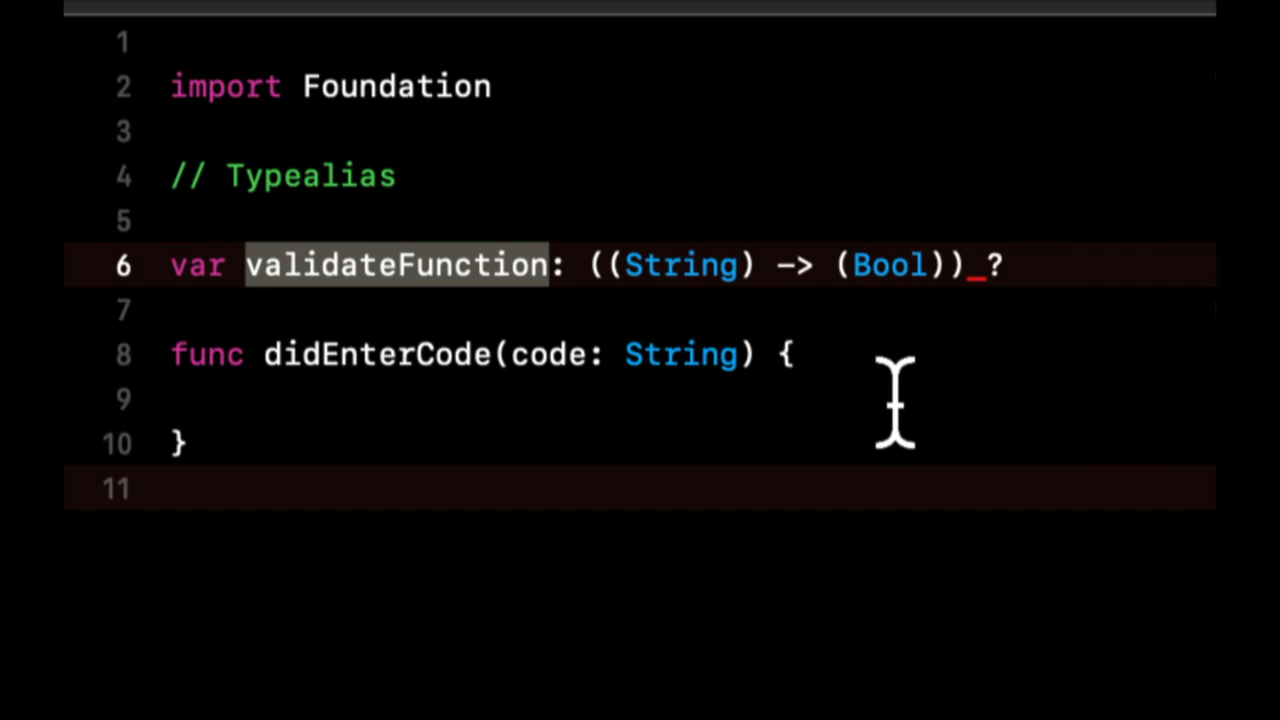 1
2 import Foundation
3
4 // Typealias
5
6 var validateFunction: ((String) -> (Bool)) ?
7
8 func didEnterCode(code: String) {
9
10 }
11